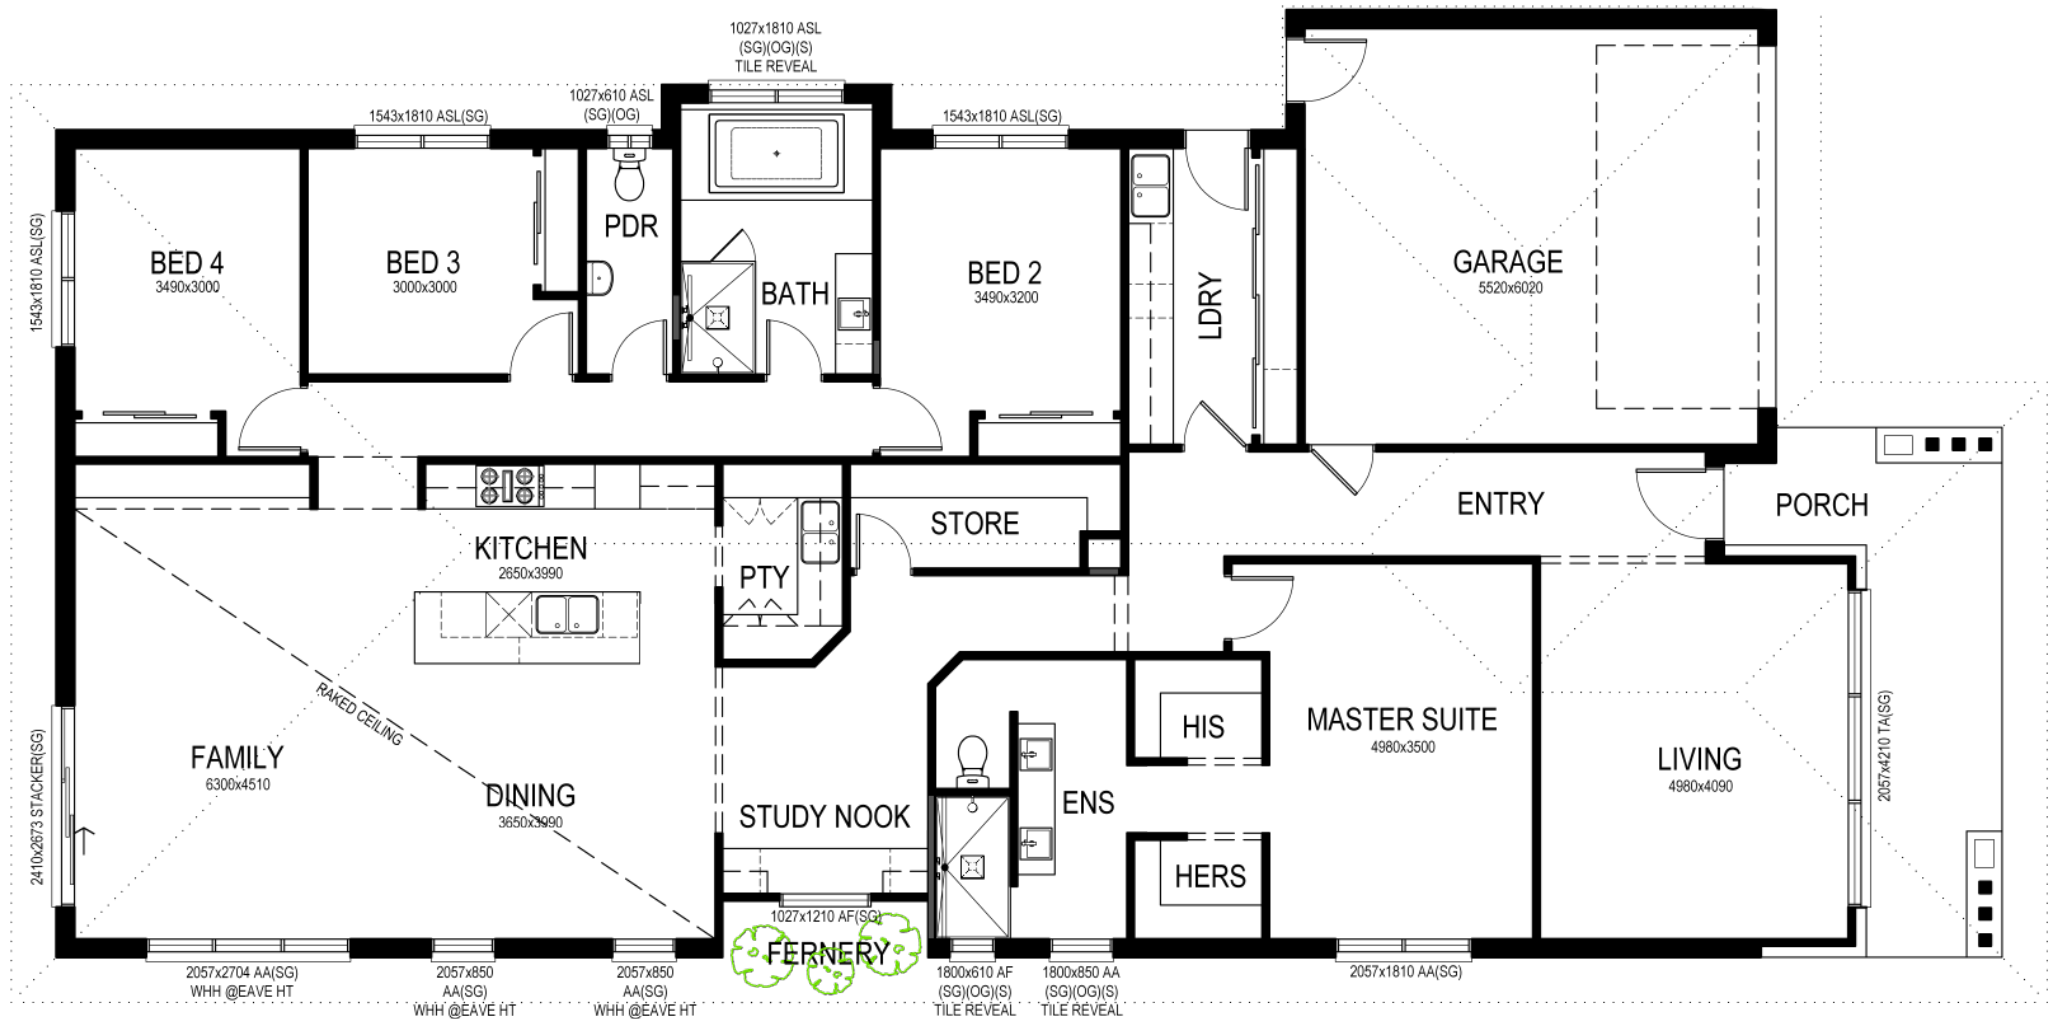 1027x1810 ASL
(SG)(OG)(S)
TILE REVEAL
1027x610 ASL
(SG)(OG)
1543x1810 ASL(SG)
1543x1810 ASL(SG)
1543x1810 ASL(SG)
BED 4
3490x3000
BED 3
3000x3000
PDR
BATH
BED 2
3490x3200
LDRY
GARAGE
5520x6020
ENTRY
PORCH
STORE
KITCHEN
2650x3990
PTY
RAKED CEILING
FAMILY
6300x4510
DINING
3650x3990
STUDY NOOK
ENS
HIS
HERS
MASTER SUITE
4980x3500
LIVING
4980x4090
2057x4210 TA(SG)
2410x2673 STACKER(SG)
1027x1210 AF(SG)
FERNERY
2057x2704 AA(SG)
WHH @EAVE HT
2057x850
AA(SG)
WHH @EAVE HT
2057x850
AA(SG)
WHH @EAVE HT
1800x610 AF
(SG)(OG)(S)
TILE REVEAL
1800x850 AA
(SG)(OG)(S)
TILE REVEAL
2057x1810 AA(SG)